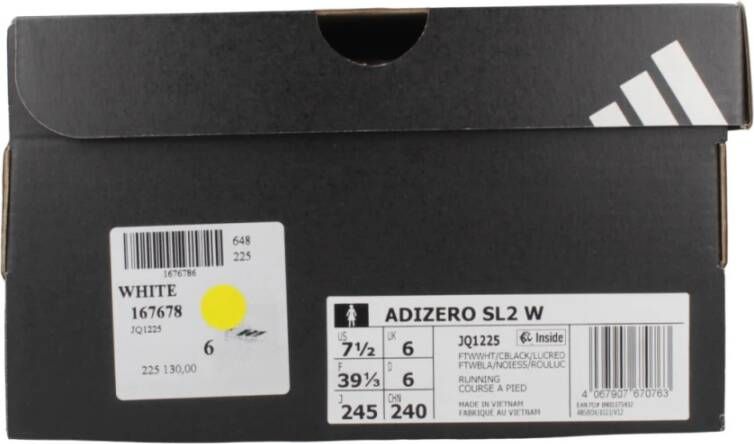 648
225
1676786
WHITE
167678
JQ1225
6
225 130,00
ADIZERO SL2 W
US 7½ UK 6
F 39⅓ D 6
J 245 CHN 240
JQ1225 Inside
FTWWHT/CBLACK/LUCRED
FTWBLA/NOIESS/ROULUC
RUNNING
COURSE A PIED
MADE IN VIETNAM
FABRIQUÉ AU VIETNAM
4 067907 670763